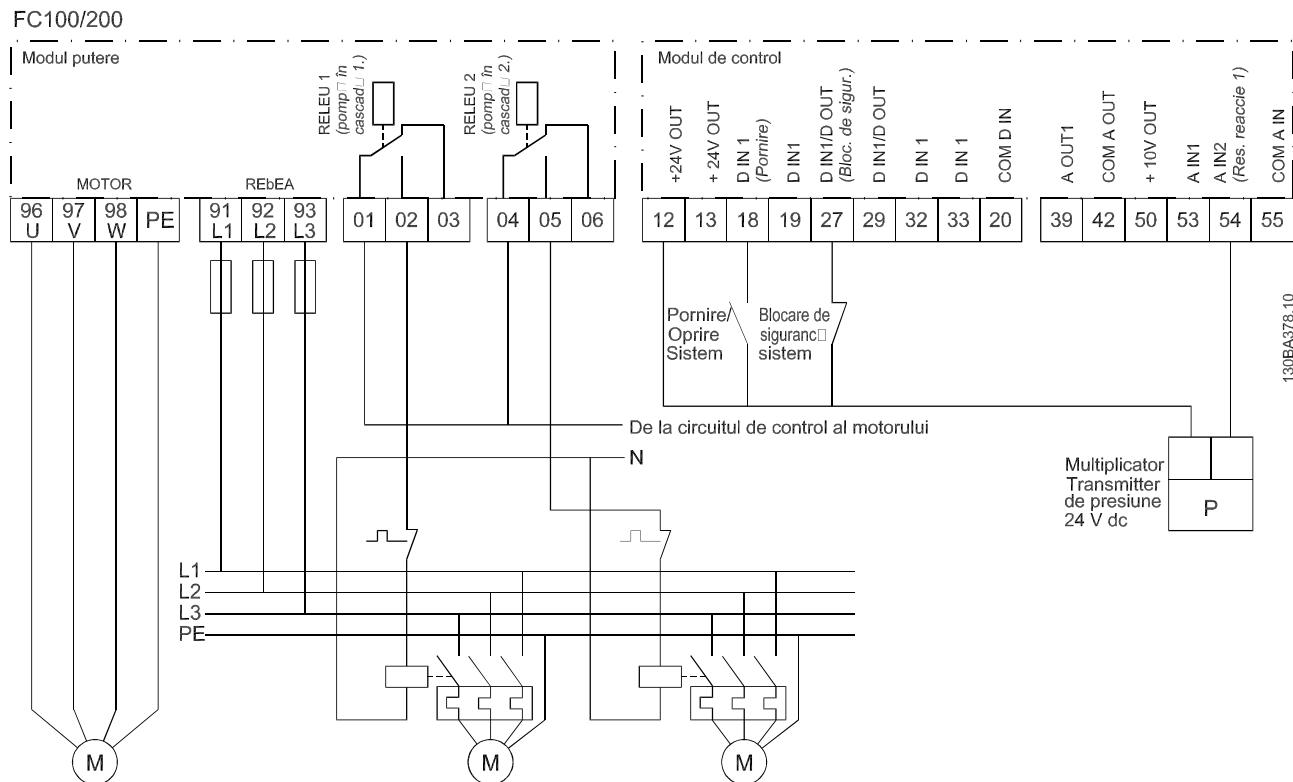 FC100/200
Modul putere
RELEU 1
(pomp□ în
cascad□ 1.)
RELEU 2
(pomp□ în
cascad□ 2.)
MOTOR
REbEA
96
U
97
V
98
W
PE
91
L1
92
L2
93
L3
01
02
03
04
05
06
Modul de control
+24V OUT
+ 24V OUT
D IN 1
(Pornire)
D IN1
D IN1/D OUT
(Bloc. de sigur.)
D IN1/D OUT
D IN 1
D IN 1
COM D IN
A OUT1
COM A OUT
+ 10V OUT
A IN1
A IN2
(Res. reaccie 1)
COM A IN
12
13
18
19
27
29
32
33
20
39
42
50
53
54
55
Pornire/
Oprire
Sistem
Blocare de
siguranc□
sistem
130BA378.10
De la circuitul de control al motorului
N
Multiplicator
Transmitter
de presiune
24 V dc
P
L1
L2
L3
PE
M
M
M